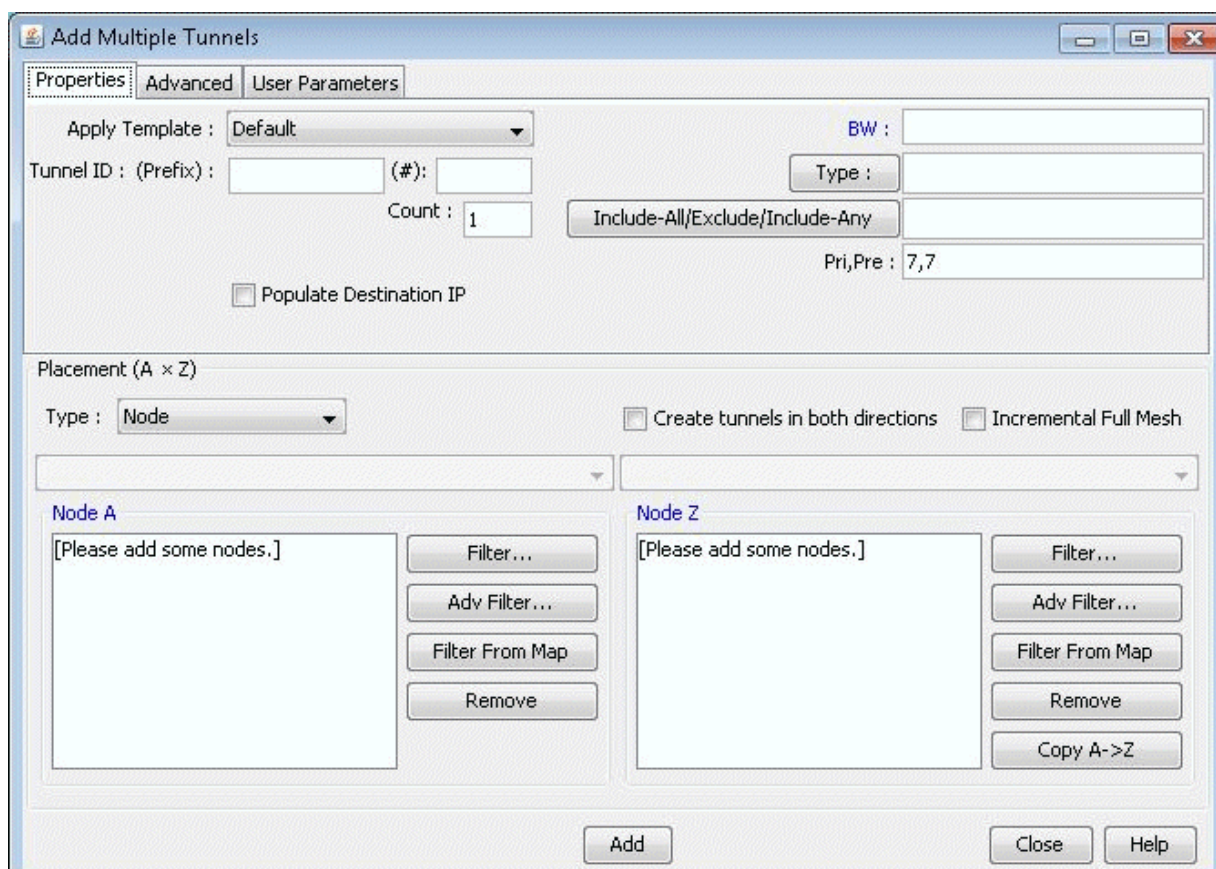 Add Multiple Tunnels
Properties Advanced User Parameters
Apply Template : Default BW :
Tunnel ID : (Prefix) : (#): Type :
Count : 1 Include-All/Exclude/Include-Any
Pri,Pre : 7,7
Populate Destination IP
Placement (A × Z)
Type : Node Create tunnels in both directions Incremental Full Mesh
Node A Node Z
[Please add some nodes.] Filter... [Please add some nodes.] Filter...
Adv Filter... Adv Filter...
Filter From Map Filter From Map
Remove Remove
Copy A->Z
Add Close Help